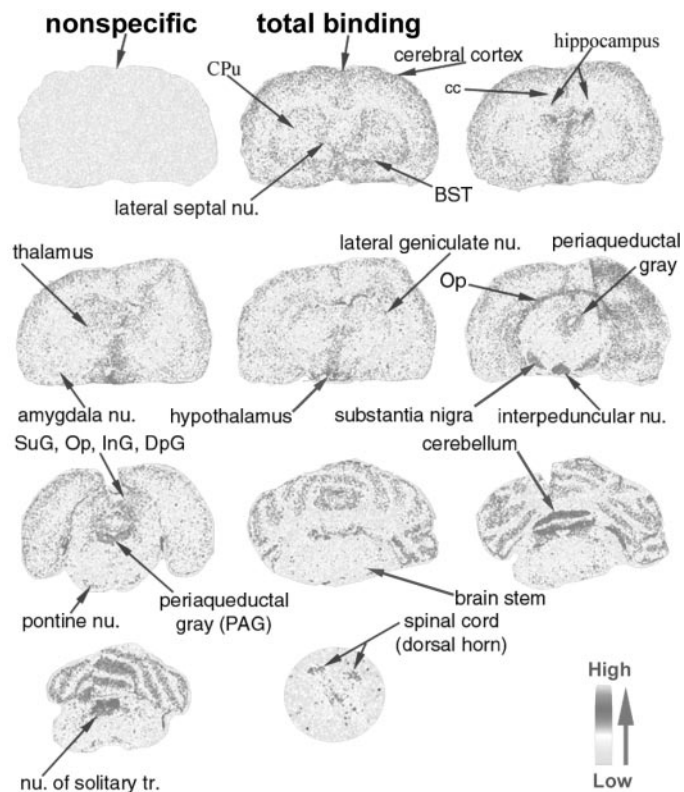 nonspecific
total binding
CPu
cerebral cortex
hippocampus
cc
lateral septal nu.
BST
thalamus
lateral geniculate nu.
periaqueductal
gray
Op
amygdala nu.
hypothalamus
substantia nigra
interpeduncular nu.
SuG, Op, InG, DpG
cerebellum
pontine nu.
periaqueductal
gray (PAG)
brain stem
spinal cord
(dorsal horn)
nu. of solitary tr.
High
Low